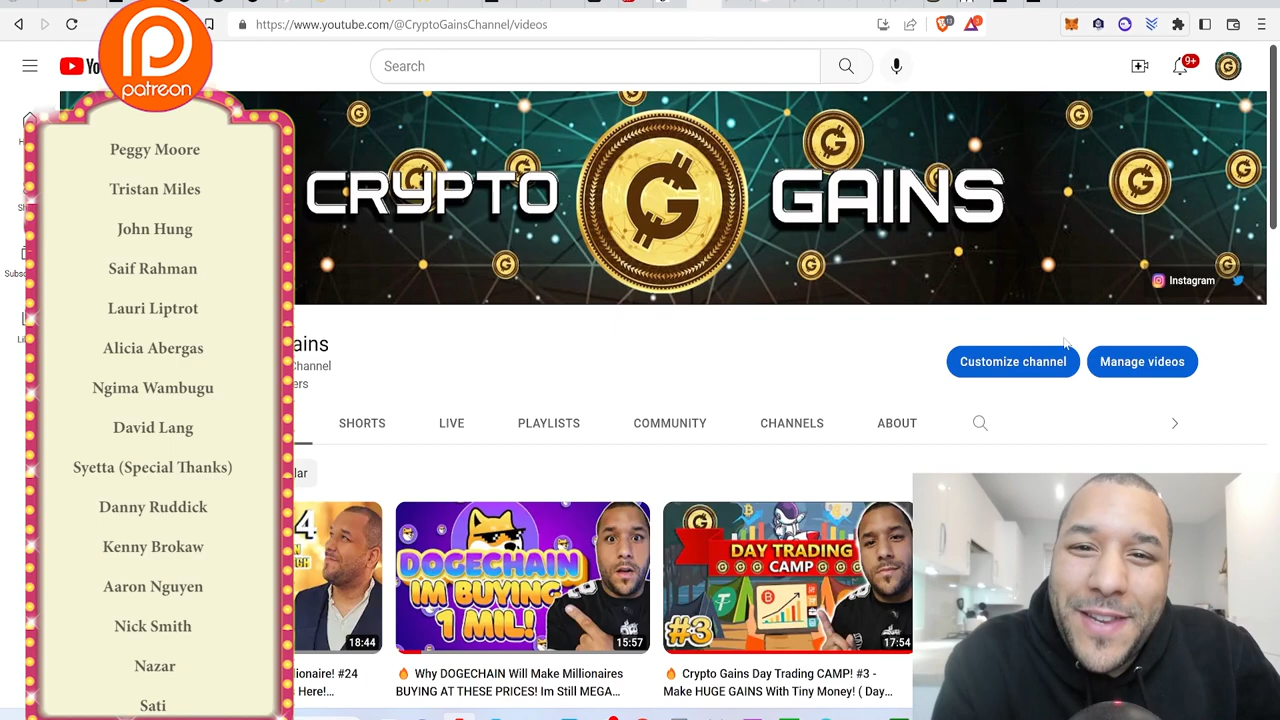 https://www.youtube.com/@CryptoGainsChannel/videos
patreon
Search
9+
Peggy Moore
Tristan Miles
John Hung
Saif Rahman
Lauri Liptrot
Alicia Abergas
Ngima Wambugu
David Lang
Syetta (Special Thanks)
Danny Ruddick
Kenny Brokaw
Aaron Nguyen
Nick Smith
Nazar
Sati
CRYPTO GAINS
Instagram
Customize channel
Manage videos
SHORTS
LIVE
PLAYLISTS
COMMUNITY
CHANNELS
ABOUT
18:44
DOGECHAIN
IM BUYING
1 MIL!
15:57
DAY TRADING
CAMP!
#3
17:54
#24
Here!...
🔥 Why DOGECHAIN Will Make Millionaires
BUYING AT THESE PRICES! Im Still MEGA...
🔥 Crypto Gains Day Trading CAMP! #3 -
Make HUGE GAINS With Tiny Money! ( Day...